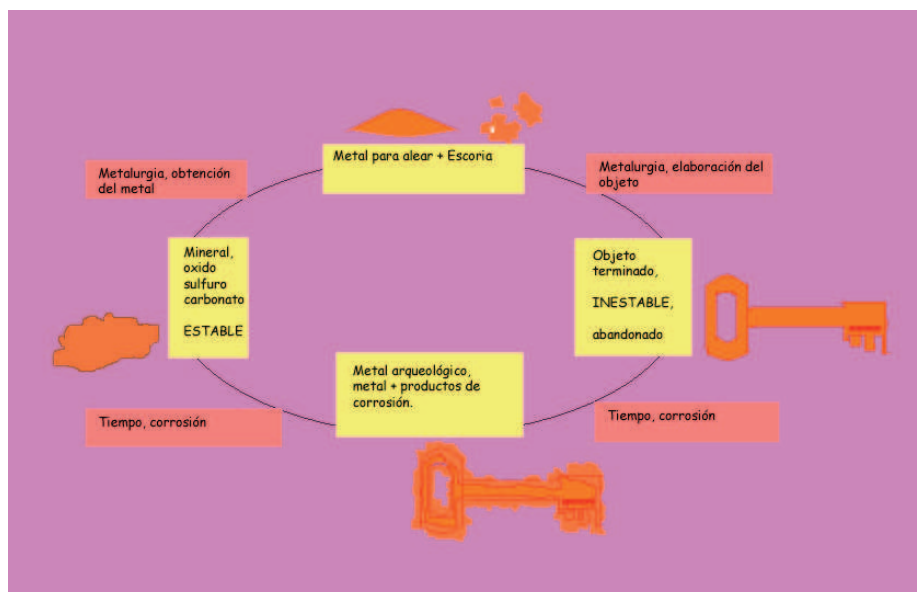 Metal para alear + Escoria
Metalurgia, obtención
del metal
Metalurgia, elaboración del
objeto
Mineral,
oxido
sulfuro
carbonato
ESTABLE
Objeto
terminado,
INESTABLE,
abandonado
Metal arqueológico,
metal + productos de
corrosión.
Tiempo, corrosión
Tiempo, corrosión